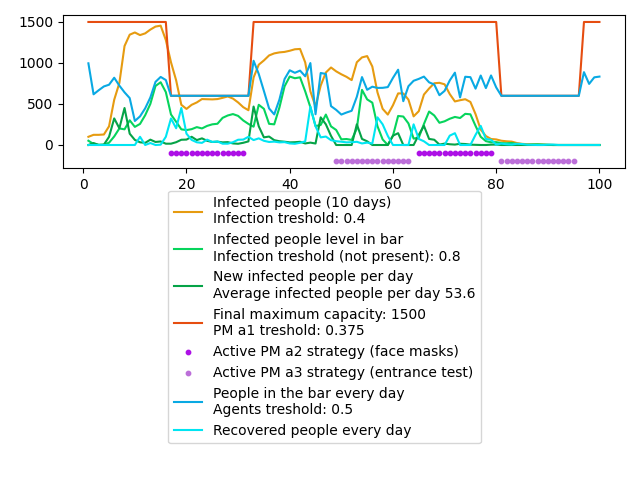 1500
1000
500
0
0 20 40 60 80 100
Infected people (10 days)
Infection treshold: 0.4
Infected people level in bar
Infection treshold (not present): 0.8
New infected people per day
Average infected people per day 53.6
Final maximum capacity: 1500
PM a1 treshold: 0.375
Active PM a2 strategy (face masks)
Active PM a3 strategy (entrance test)
People in the bar every day
Agents treshold: 0.5
Recovered people every day